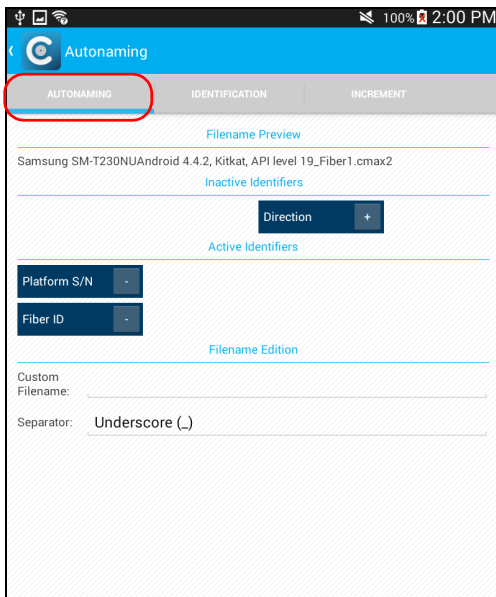 100% 2:00 PM
Autonaming
AUTONAMING IDENTIFICATION INCREMENT
Filename Preview
Samsung SM-T230NUAndroid 4.4.2, Kitkat, API level 19_Fiber1.cmax2
Inactive Identifiers
Direction +
Active Identifiers
Platform S/N -
Fiber ID -
Filename Edition
Custom
Filename:
Separator: Underscore (_)